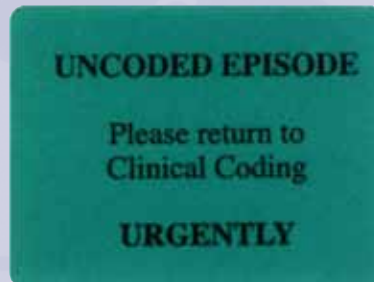 UNCODED EPISODE
Please return to
Clinical Coding
URGENTLY